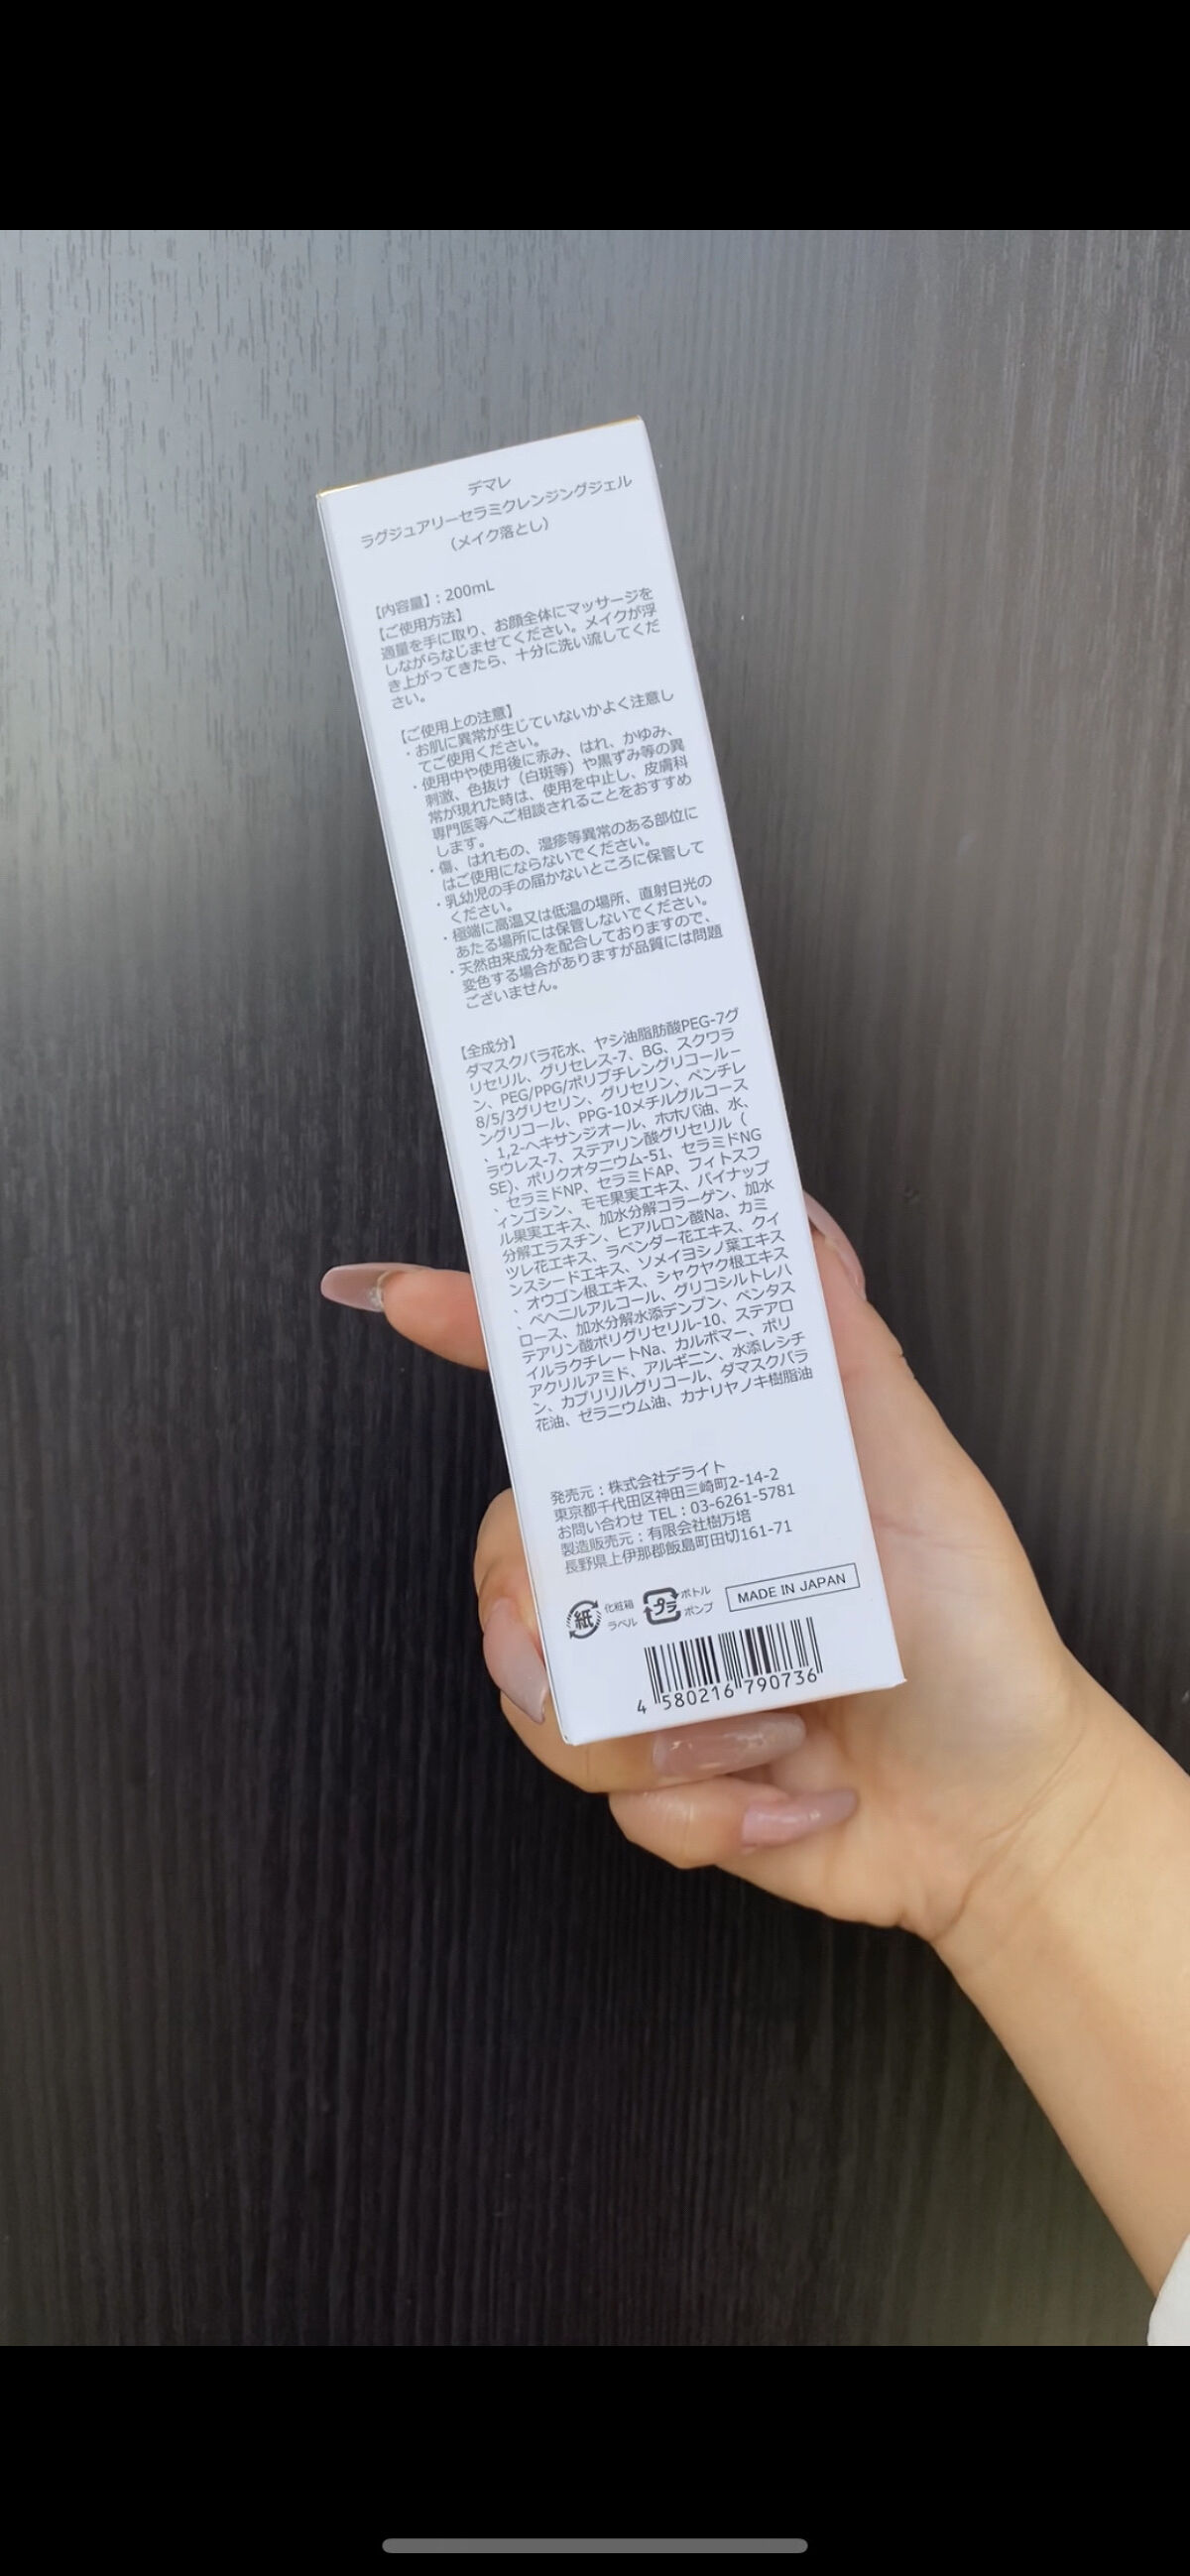 デマレ
ラグジュアリーセラミクレンジングジェル
（メイク落とし）
【内容量】：200mL
【ご使用方法】
適量を手に取り、お顔全体にマッサージを
しながらなじませてください。メイクが浮
き上がってきたら、十分に洗い流してくだ
さい。
【ご使用上の注意】
・お肌に異常が生じていないかよく注意し
てご使用ください。
・使用中や使用後に赤み、はれ、かゆみ、
刺激、色抜け（白斑等）や黒ずみ等の異
常が現れた時は、使用を中止し、皮膚科
専門医等へご相談されることをおすすめ
します。
・傷、はれもの、湿疹等異常のある部位に
はご使用にならないでください。
・乳幼児の手の届かないところに保管して
ください。
・極端に高温又は低温の場所、直射日光の
あたる場所には保管しないでください。
・天然由来成分を配合しておりますので、
変色する場合がありますが品質には問題
ございません。
【全成分】
ダマスクバラ花水、ヤシ油脂肪酸PEG-7グ
リセリル、グリセレス-7、BG、スクワラ
ン、PEG/PPG/ポリブチレングリコール－
8/5/3グリセリン、グリセリン、ペンチレ
ングリコール、PPG-10メチルグルコース
、1,2-ヘキサンジオール、ホホバ油、水、
ラウレス-7、ステアリン酸グリセリル（
SE)、ポリクオタニウム-51、セラミドNG
、セラミドNP、セラミドAP、フィトスフ
ィンゴシン、モモ果実エキス、パイナップ
ル果実エキス、加水分解コラーゲン、加水
分解エラスチン、ヒアルロン酸Na、カミ
ツレ花エキス、ラベンダー花エキス、クイ
ンスシードエキス、ソメイヨシノ葉エキス
、オウゴン根エキス、シャクヤク根エキス
、ベヘニルアルコール、グリコシルトレハ
ロース、加水分解水添デンプン、ペンタス
テアリン酸ポリグリセリル-10、ステアロ
イルラクチレートNa、カルボマー、ポリ
アクリルアミド、アルギニン、水添レシチ
ン、カプリリルグリコール、ダマスクバラ
花油、ゼラニウム油、カナリヤノキ樹脂油
発売元：株式会社デライト
東京都千代田区神田三崎町2-14-2
お問い合わせ TEL：03-6261-5781
製造販売元：有限会社樹万培
長野県上伊那郡飯島町田切161-71
紙 化粧箱 ラベル プラ ボトル ポンプ MADE IN JAPAN
4 580216 790736